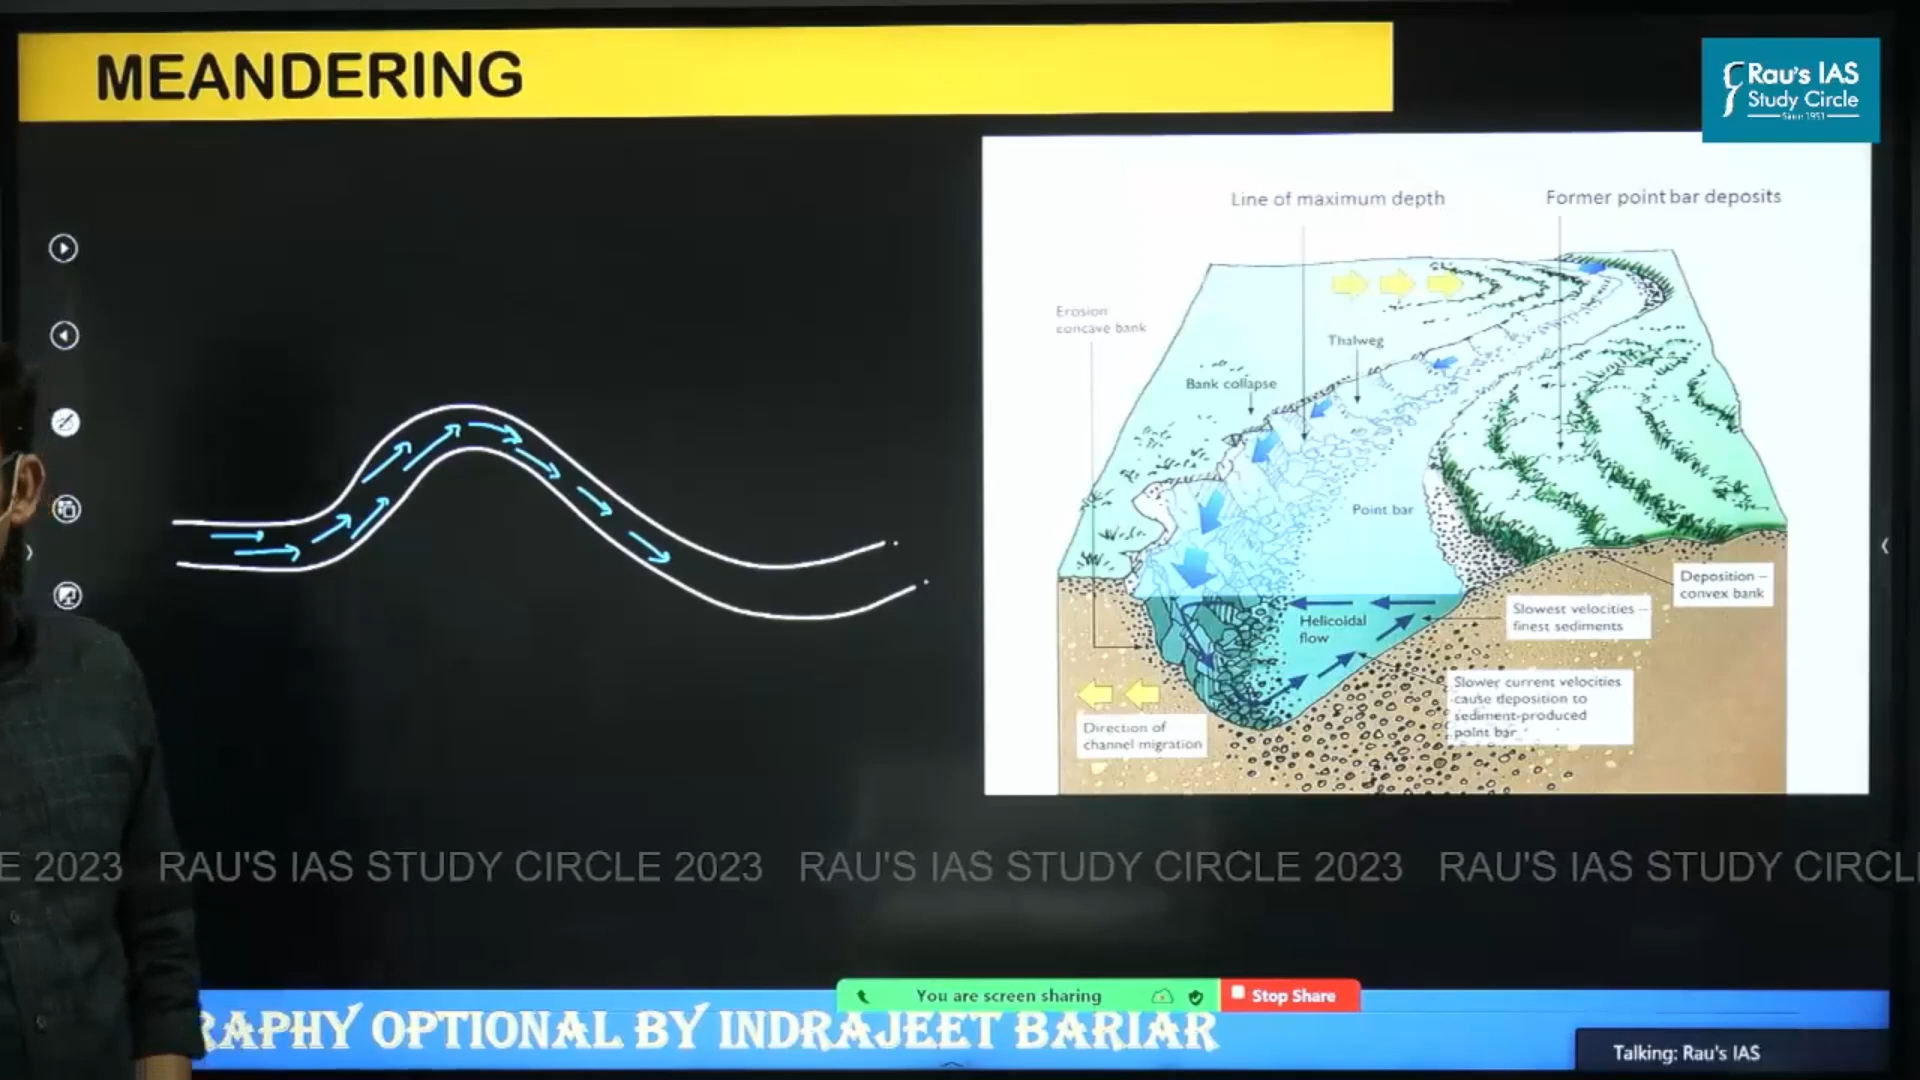 MEANDERING
Rau's IAS
Study Circle
Since 1953
Line of maximum depth
Former point bar deposits
Erosion
concave bank
Thalweg
Bank collapse
Point bar
Deposition –
convex bank
Slowest velocities –
finest sediments
Helicoidal
flow
Slower current velocities
cause deposition to
sediment-produced
point bar
Direction of
channel migration
E 2023 RAU'S IAS STUDY CIRCLE 2023 RAU'S IAS STUDY CIRCLE 2023 RAU'S IAS STUDY CIRCL
You are screen sharing
Stop Share
RAPHY OPTIONAL BY INDRAJEET BARIAR
Talking: Rau's IAS